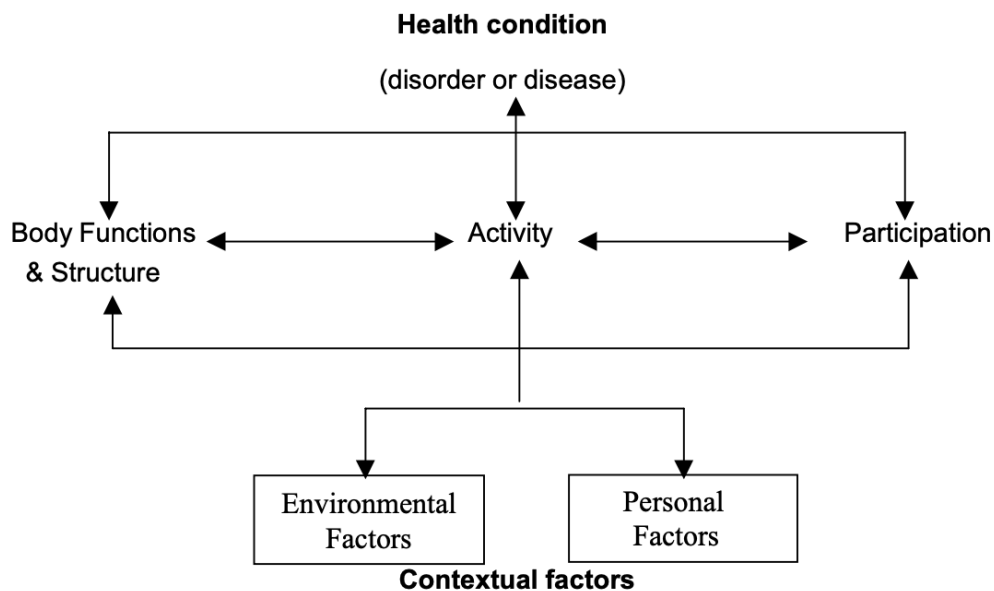 Health condition
(disorder or disease)
Body Functions
& Structure
Activity
Participation
Environmental
Factors
Personal
Factors
Contextual factors